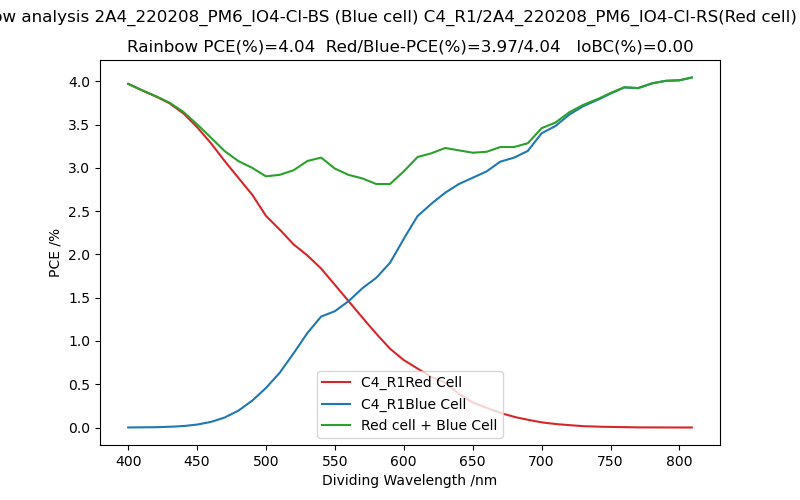 ow analysis 2A4_220208_PM6_IO4-Cl-BS (Blue cell) C4_R1/2A4_220208_PM6_IO4-Cl-RS(Red cell)
Rainbow PCE(%)=4.04 Red/Blue-PCE(%)=3.97/4.04 IoBC(%)=0.00
PCE /%
4.0
3.5
3.0
2.5
2.0
1.5
1.0
0.5
0.0
C4_R1Red Cell
C4_R1Blue Cell
Red cell + Blue Cell
400 450 500 550 600 650 700 750 800
Dividing Wavelength /nm